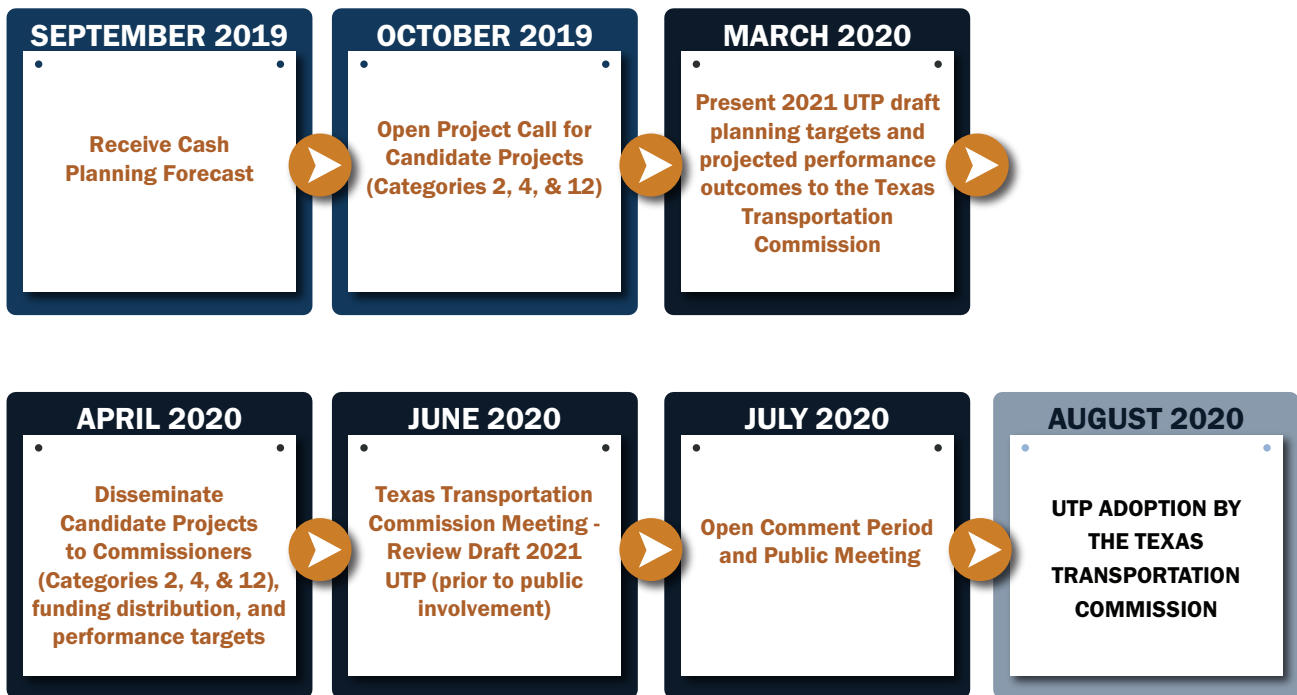 SEPTEMBER 2019
Receive Cash
Planning Forecast
OCTOBER 2019
Open Project Call for
Candidate Projects
(Categories 2, 4, & 12)
MARCH 2020
Present 2021 UTP draft
planning targets and
projected performance
outcomes to the Texas
Transportation
Commission
APRIL 2020
Disseminate
Candidate Projects
to Commissioners
(Categories 2, 4, & 12),
funding distribution, and
performance targets
JUNE 2020
Texas Transportation
Commission Meeting -
Review Draft 2021
UTP (prior to public
involvement)
JULY 2020
Open Comment Period
and Public Meeting
AUGUST 2020
UTP ADOPTION BY
THE TEXAS
TRANSPORTATION
COMMISSION